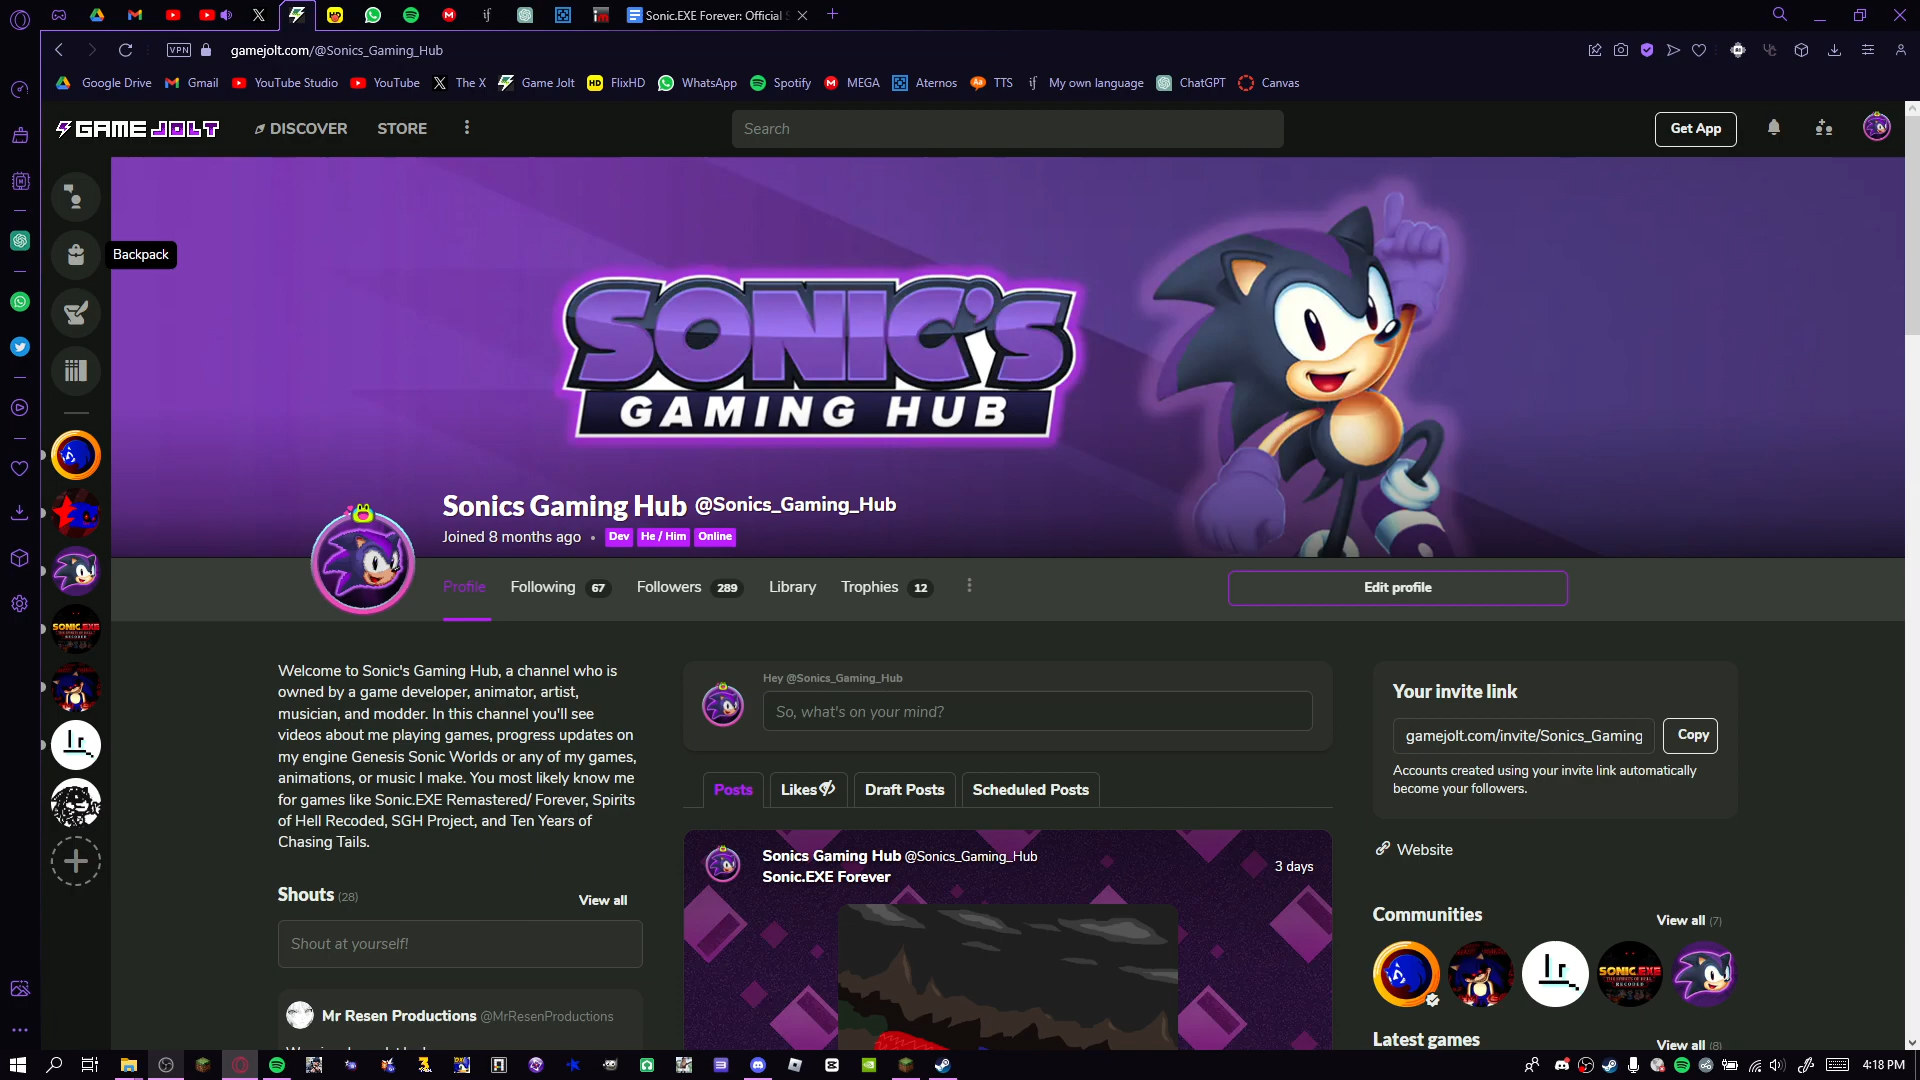 Sonic.EXE Forever: Official
VPN
gamejolt.com/@Sonics_Gaming_Hub
Google Drive
Gmail
YouTube Studio
YouTube
The X
Game Jolt
FlixHD
WhatsApp
Spotify
MEGA
Aternos
TTS
My own language
ChatGPT
Canvas
GAME JOLT
DISCOVER
STORE
Search
Get App
Backpack
SONIC'S
GAMING HUB
Sonics Gaming Hub @Sonics_Gaming_Hub
Joined 8 months ago • Dev He / Him Online
Profile
Following 67
Followers 289
Library
Trophies 12
Edit profile
Welcome to Sonic's Gaming Hub, a channel who is
owned by a game developer, animator, artist,
musician, and modder. In this channel you'll see
videos about me playing games, progress updates on
my engine Genesis Sonic Worlds or any of my games,
animations, or music I make. You most likely know me
for games like Sonic.EXE Remastered/ Forever, Spirits
of Hell Recoded, SGH Project, and Ten Years of
Chasing Tails.
Shouts (28)
View all
Shout at yourself!
Mr Resen Productions @MrResenProductions
Hey @Sonics_Gaming_Hub
So, what's on your mind?
Posts
Likes
Draft Posts
Scheduled Posts
Sonics Gaming Hub @Sonics_Gaming_Hub
3 days
Sonic.EXE Forever
Your invite link
gamejolt.com/invite/Sonics_Gaming
Copy
Accounts created using your invite link automatically
become your followers.
Website
Communities
View all (7)
SONIC.EXE
Latest games
View all (8)
4:18 PM